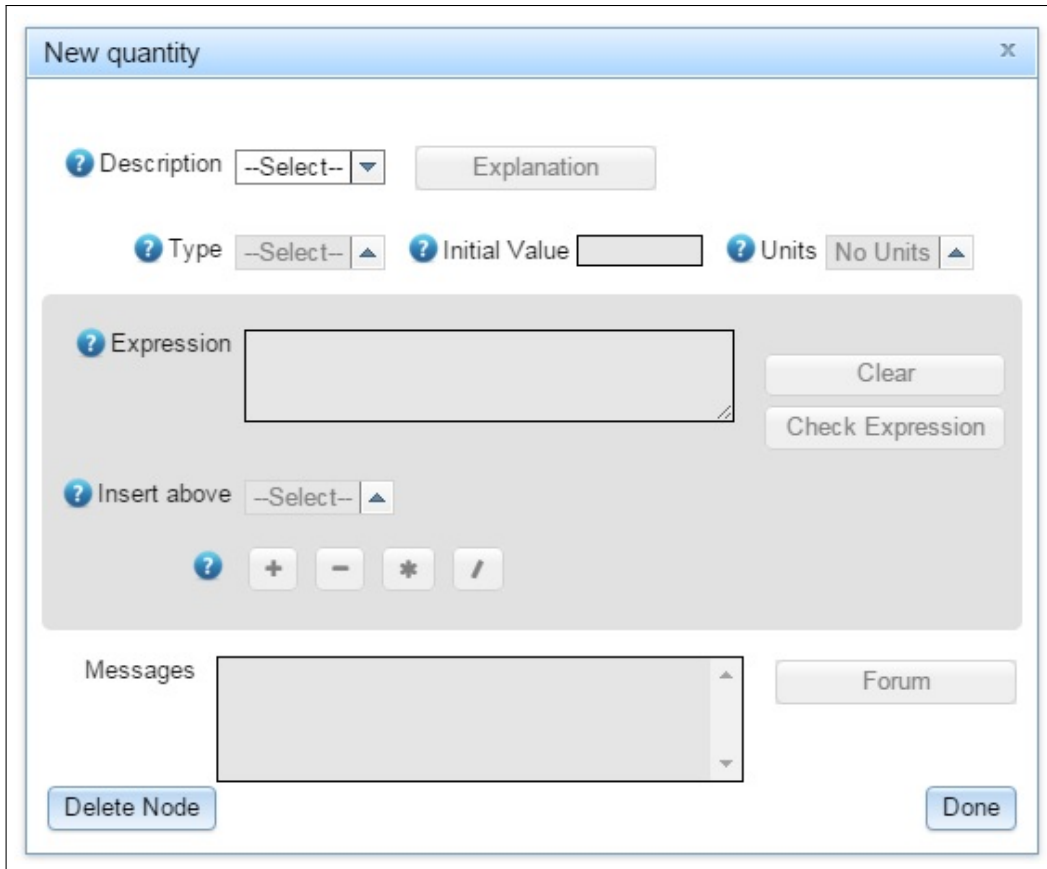 New quantity x
? Description --Select-- Explanation
? Type --Select-- ? Initial Value ? Units No Units
? Expression
Clear
Check Expression
? Insert above --Select--
? + - * /
Messages Forum
Delete Node Done